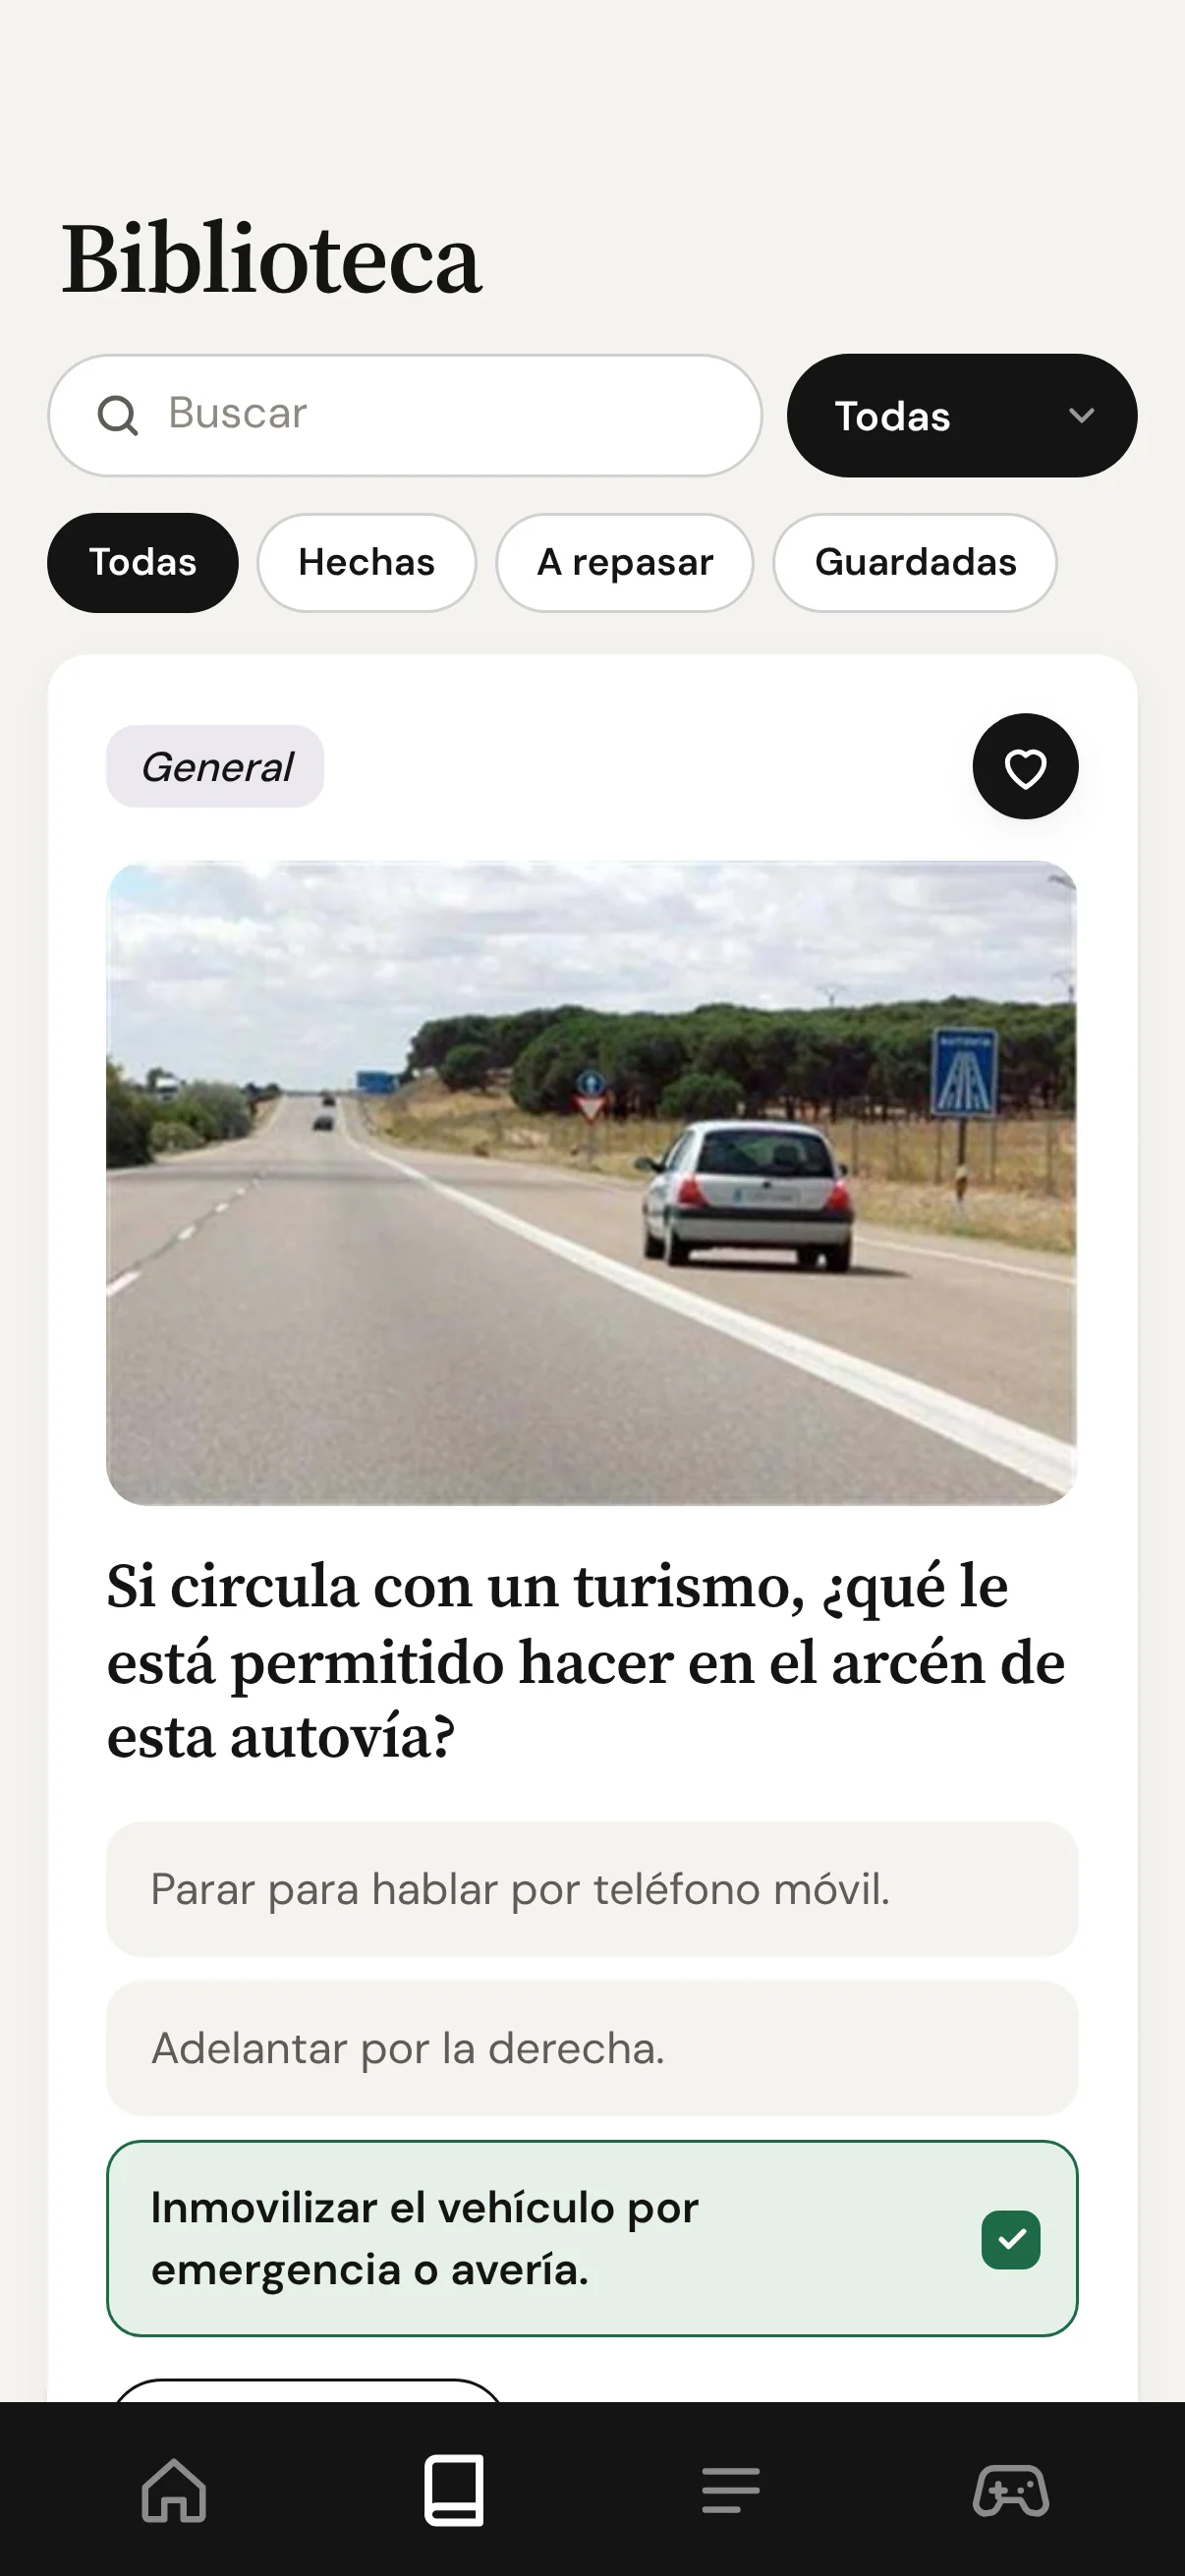 Biblioteca
Buscar
Todas
Todas
Hechas
A repasar
Guardadas
General
AUTOVIA
Si circula con un turismo, ¿qué le
está permitido hacer en el arcén de
esta autovía?
Parar para hablar por teléfono móvil.
Adelantar por la derecha.
Inmovilizar el vehículo por
emergencia o avería.